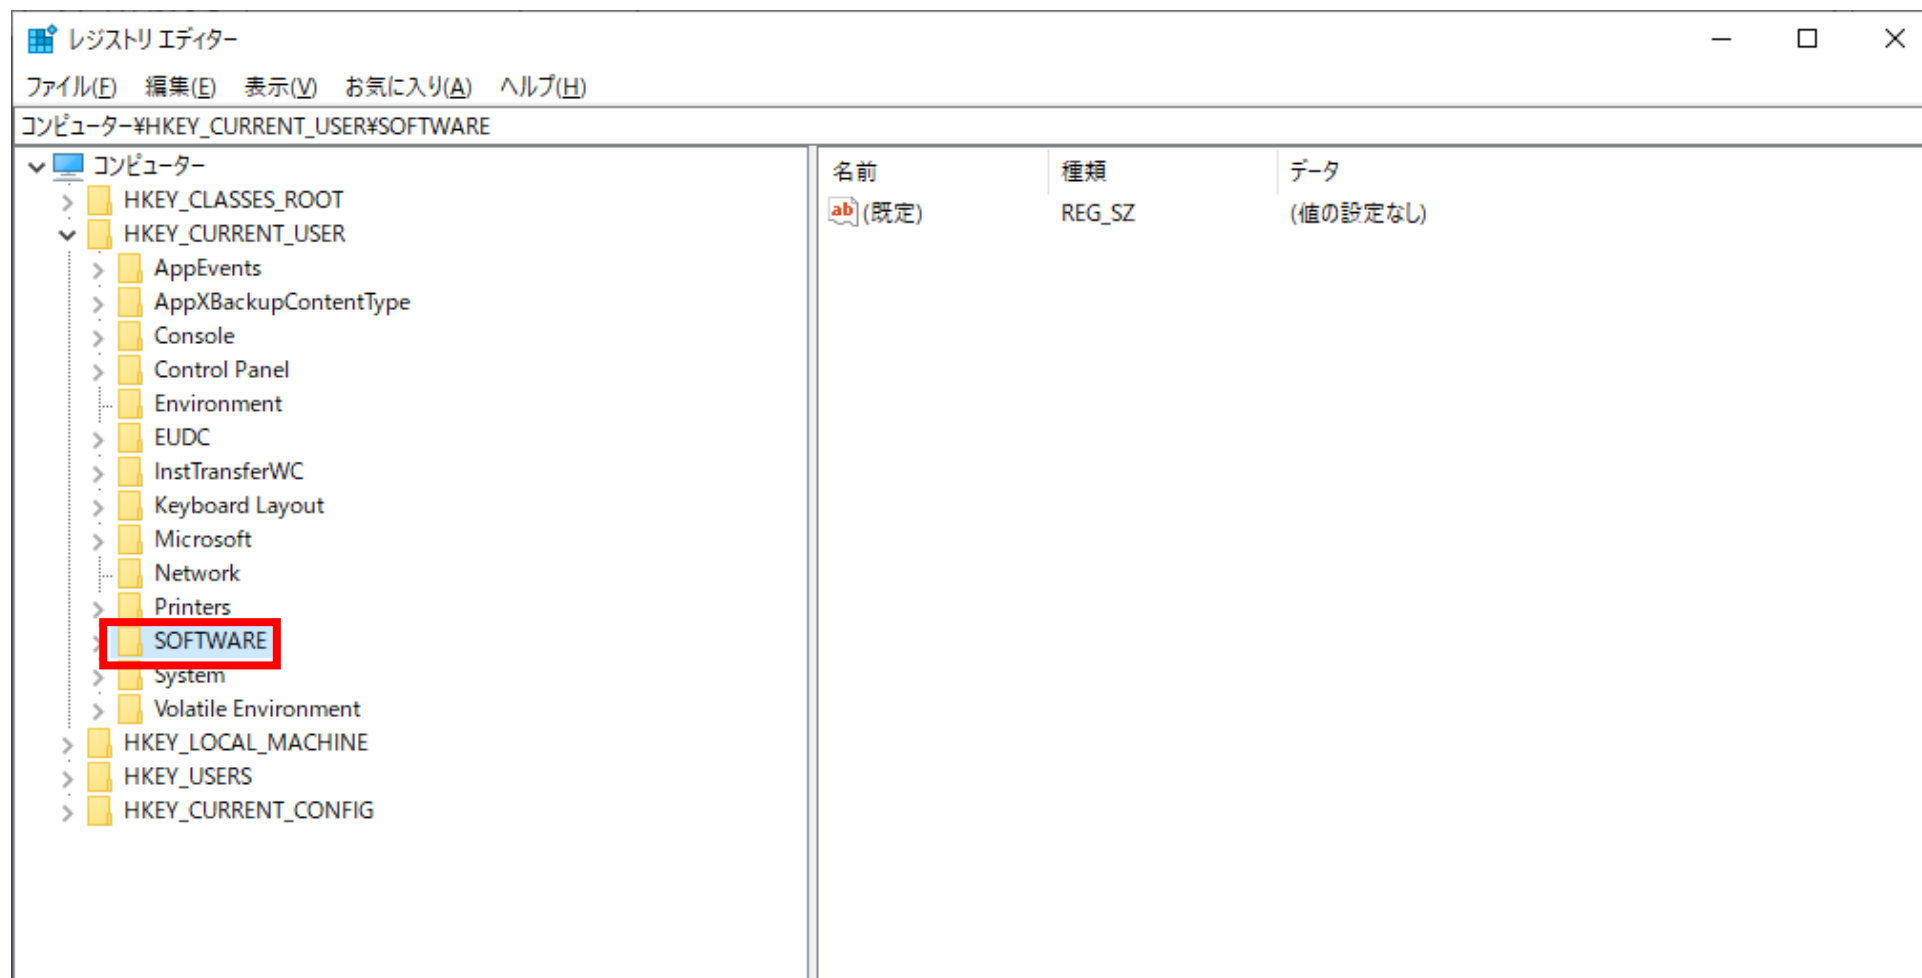 レジストリ エディター
ファイル(F) 編集(E) 表示(V) お気に入り(A) ヘルプ(H)
コンピューター¥HKEY_CURRENT_USER¥SOFTWARE
コンピューター
HKEY_CLASSES_ROOT
HKEY_CURRENT_USER
AppEvents
AppXBackupContentType
Console
Control Panel
Environment
EUDC
InstTransferWC
Keyboard Layout
Microsoft
Network
Printers
SOFTWARE
System
Volatile Environment
HKEY_LOCAL_MACHINE
HKEY_USERS
HKEY_CURRENT_CONFIG
名前 種類 データ
ab (既定) REG_SZ (値の設定なし)